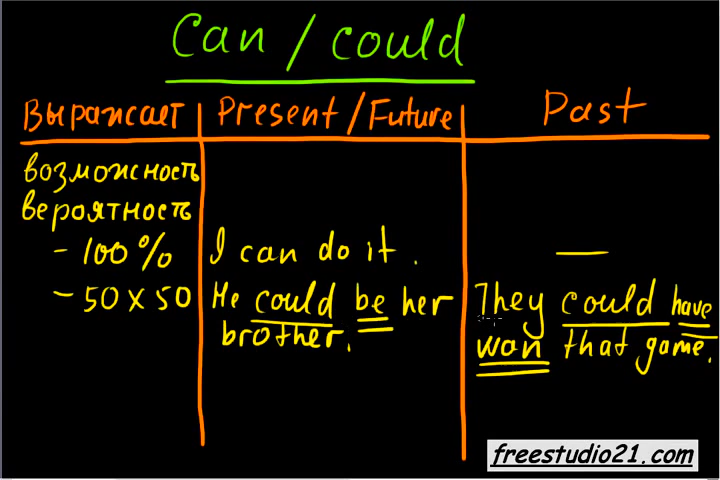 Can / could
Выражает Present / Future Past
возможность
вероятность
- 100% I can do it. —
- 50 x 50 He could be her They could have
brother. won that game.
freestudio21.com